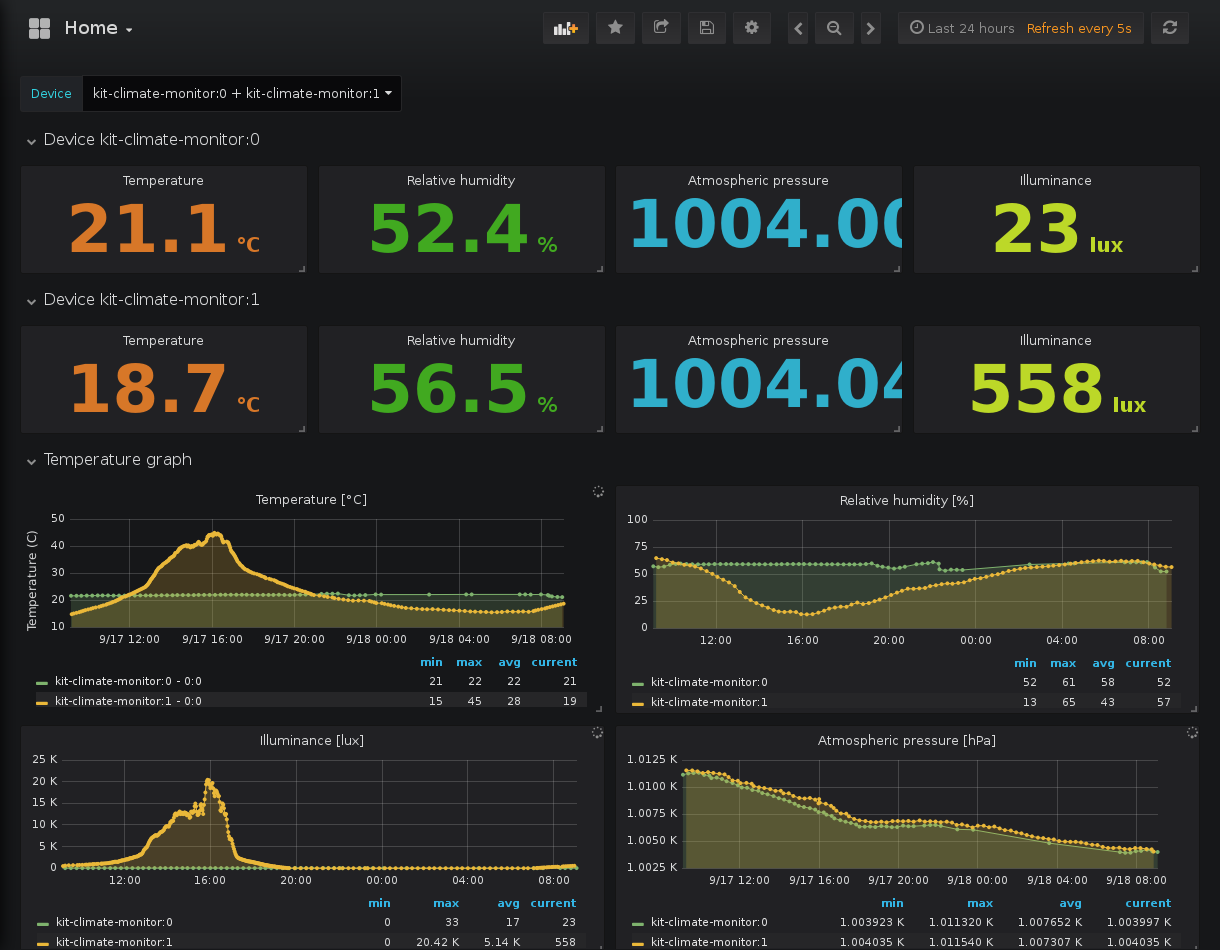 Home
Last 24 hours Refresh every 5s
Device kit-climate-monitor:0 + kit-climate-monitor:1
Device kit-climate-monitor:0
Temperature Relative humidity Atmospheric pressure Illuminance
21.1 °C 52.4 % 1004.00 23 lux
Device kit-climate-monitor:1
Temperature Relative humidity Atmospheric pressure Illuminance
18.7 °C 56.5 % 1004.04 558 lux
Temperature graph
Temperature [°C]
Temperature (C)
50
40
30
20
10
9/17 12:00 9/17 16:00 9/17 20:00 9/18 00:00 9/18 04:00 9/18 08:00
min max avg current
kit-climate-monitor:0 - 0:0 21 22 22 21
kit-climate-monitor:1 - 0:0 15 45 28 19
Relative humidity [%]
100
75
50
25
0
12:00 16:00 20:00 00:00 04:00 08:00
min max avg current
kit-climate-monitor:0 52 61 58 52
kit-climate-monitor:1 13 65 43 57
Illuminance [lux]
25 K
20 K
15 K
10 K
5 K
0
12:00 16:00 20:00 00:00 04:00 08:00
min max avg current
kit-climate-monitor:0 0 33 17 23
kit-climate-monitor:1 0 20.42 K 5.14 K 558
Atmospheric pressure [hPa]
1.0125 K
1.0100 K
1.0075 K
1.0050 K
1.0025 K
9/17 12:00 9/17 16:00 9/17 20:00 9/18 00:00 9/18 04:00 9/18 08:00
min max avg current
kit-climate-monitor:0 1.003923 K 1.011320 K 1.007652 K 1.003997 K
kit-climate-monitor:1 1.004035 K 1.011540 K 1.007307 K 1.004035 K